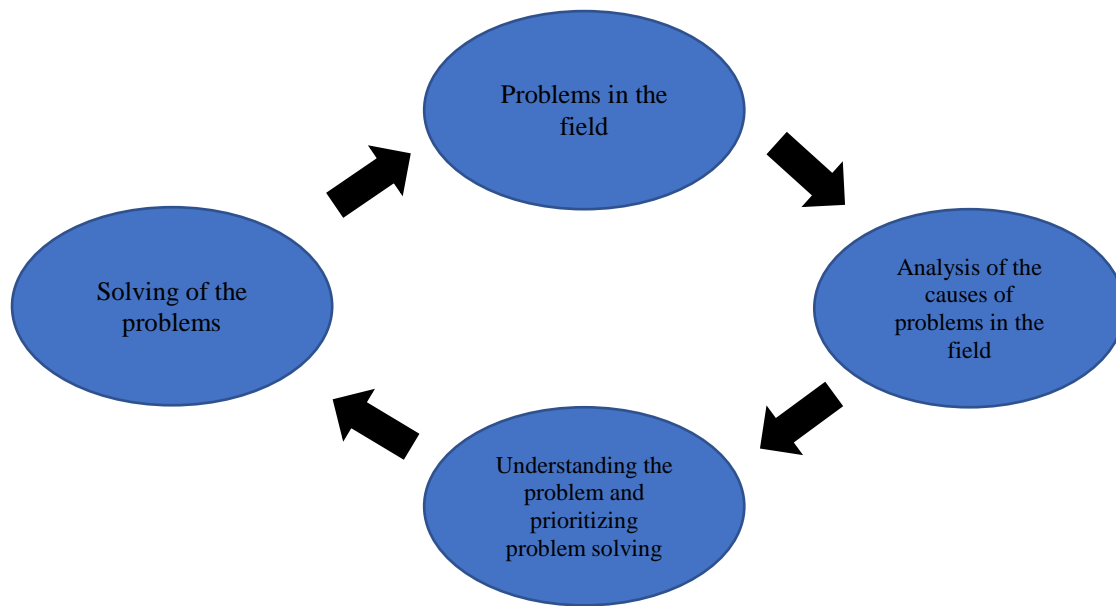 Problems in the
field
Analysis of the
causes of
problems in the
field
Understanding the
problem and
prioritizing
problem solving
Solving of the
problems